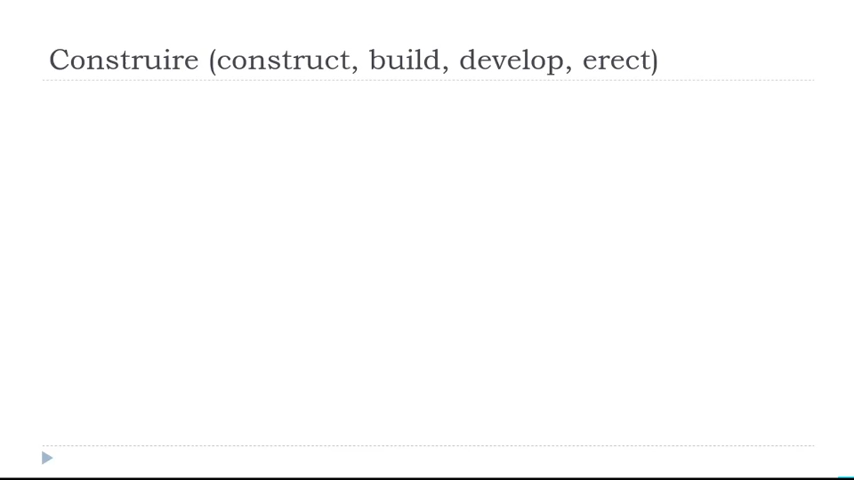 Construire (construct, build, develop, erect)